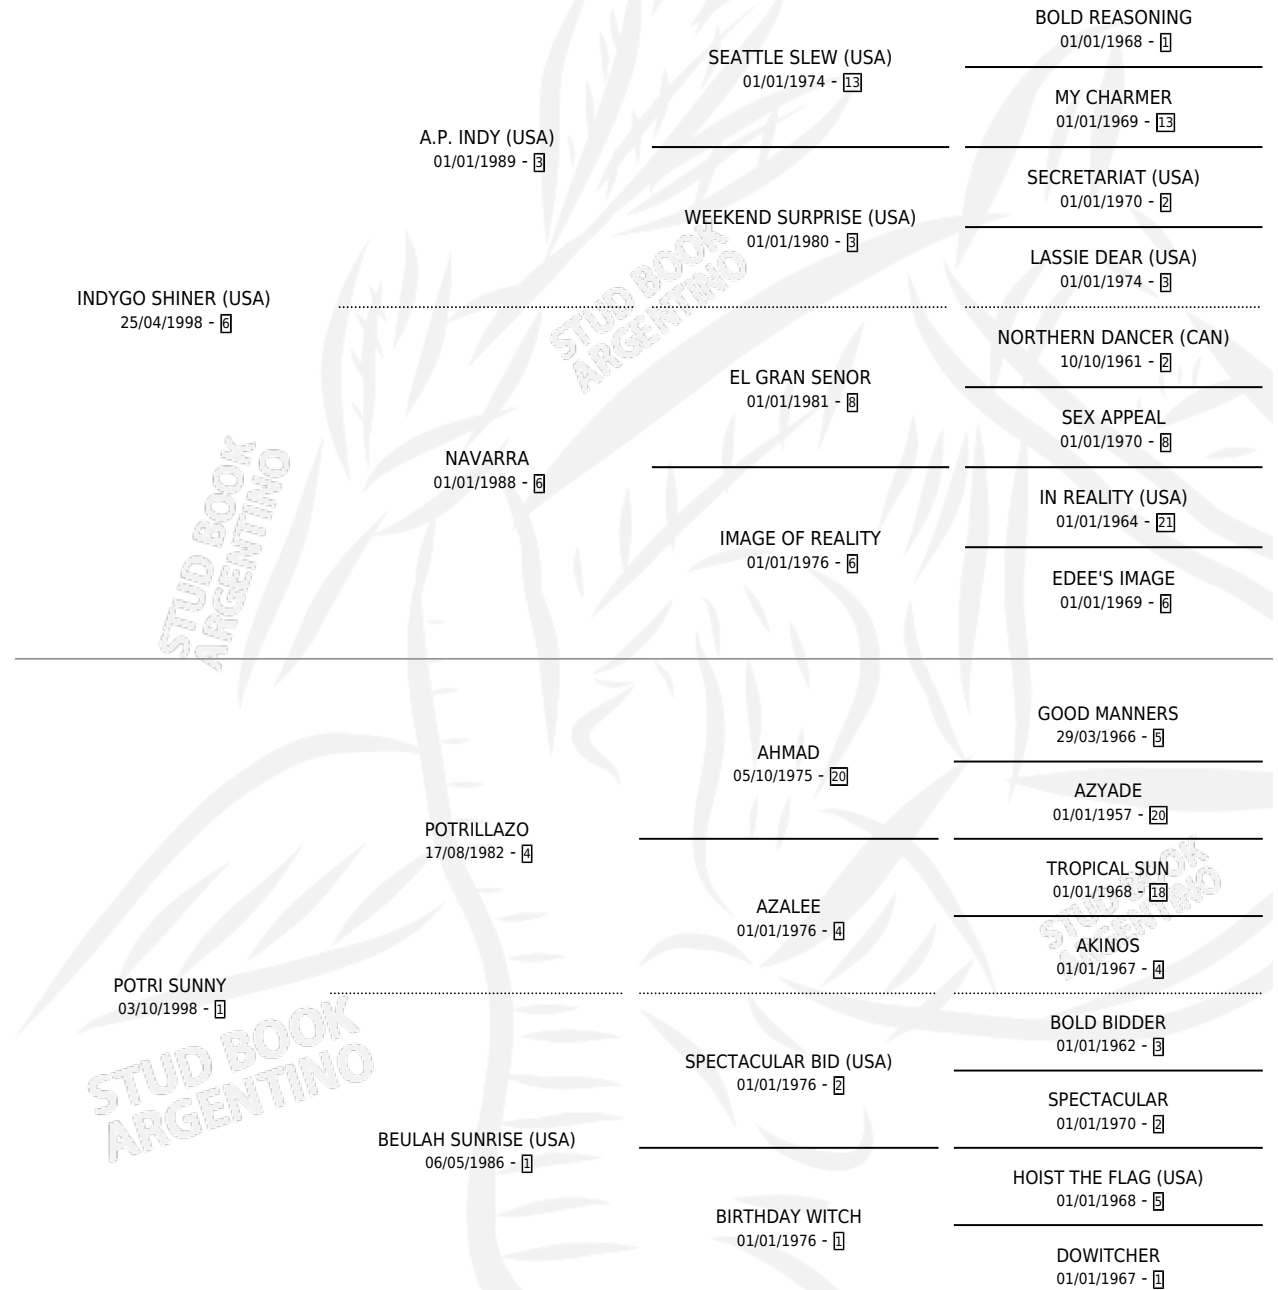 BOLD REASONING
01/01/1968 - 1
SEATTLE SLEW (USA)
01/01/1974 - 13
MY CHARMER
01/01/1969 - 13
A.P. INDY (USA)
01/01/1989 - 3
SECRETARIAT (USA)
01/01/1970 - 2
WEEKEND SURPRISE (USA)
01/01/1980 - 3
LASSIE DEAR (USA)
01/01/1974 - 3
INDYGO SHINER (USA)
25/04/1998 - 6
NORTHERN DANCER (CAN)
10/10/1961 - 2
EL GRAN SENOR
01/01/1981 - 8
SEX APPEAL
01/01/1970 - 8
NAVARRA
01/01/1988 - 6
IN REALITY (USA)
01/01/1964 - 21
IMAGE OF REALITY
01/01/1976 - 6
EDEE'S IMAGE
01/01/1969 - 6
GOOD MANNERS
29/03/1966 - 5
AHMAD
05/10/1975 - 20
AZYADE
01/01/1957 - 20
POTRILLAZO
17/08/1982 - 4
TROPICAL SUN
01/01/1968 - 18
AZALEE
01/01/1976 - 4
AKINOS
01/01/1967 - 4
POTRI SUNNY
03/10/1998 - 1
BOLD BIDDER
01/01/1962 - 3
SPECTACULAR BID (USA)
01/01/1976 - 2
SPECTACULAR
01/01/1970 - 2
BEULAH SUNRISE (USA)
06/05/1986 - 1
HOIST THE FLAG (USA)
01/01/1968 - 5
BIRTHDAY WITCH
01/01/1976 - 1
DOWITCHER
01/01/1967 - 1
STUD BOOK
ARGENTINO
STUD BOOK
ARGENTINO
STUD BOOK
ARGENTINO
STUD BOOK
ARGENTINO